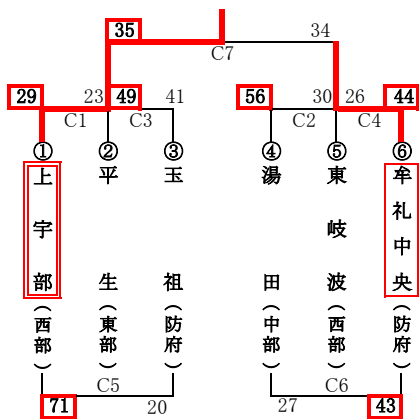 35 34
C7
29 23 49 41 56 30 26 44
C1 C3 C2 C4
① ② ③ ④ ⑤ ⑥
上宇部(西部)
平生(東部)
玉祖(防府)
湯田(中部)
東岐波(西部)
牟礼中央(防府)
C5 C6
71 20 27 43